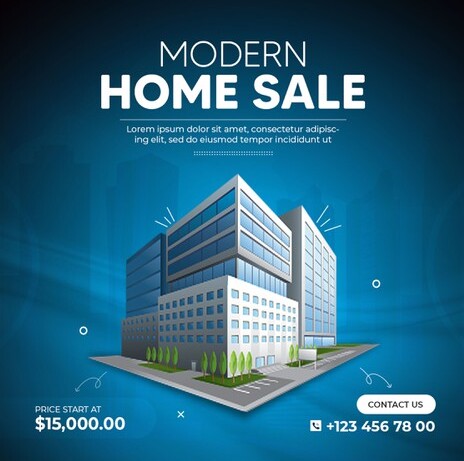 MODERN
HOME SALE
Lorem ipsum dolor sit amet, consectetur adipisc-
ing elit, sed do eiusmod tempor incididunt ut
PRICE START AT
$15,000.00
CONTACT US
+123 456 78 00